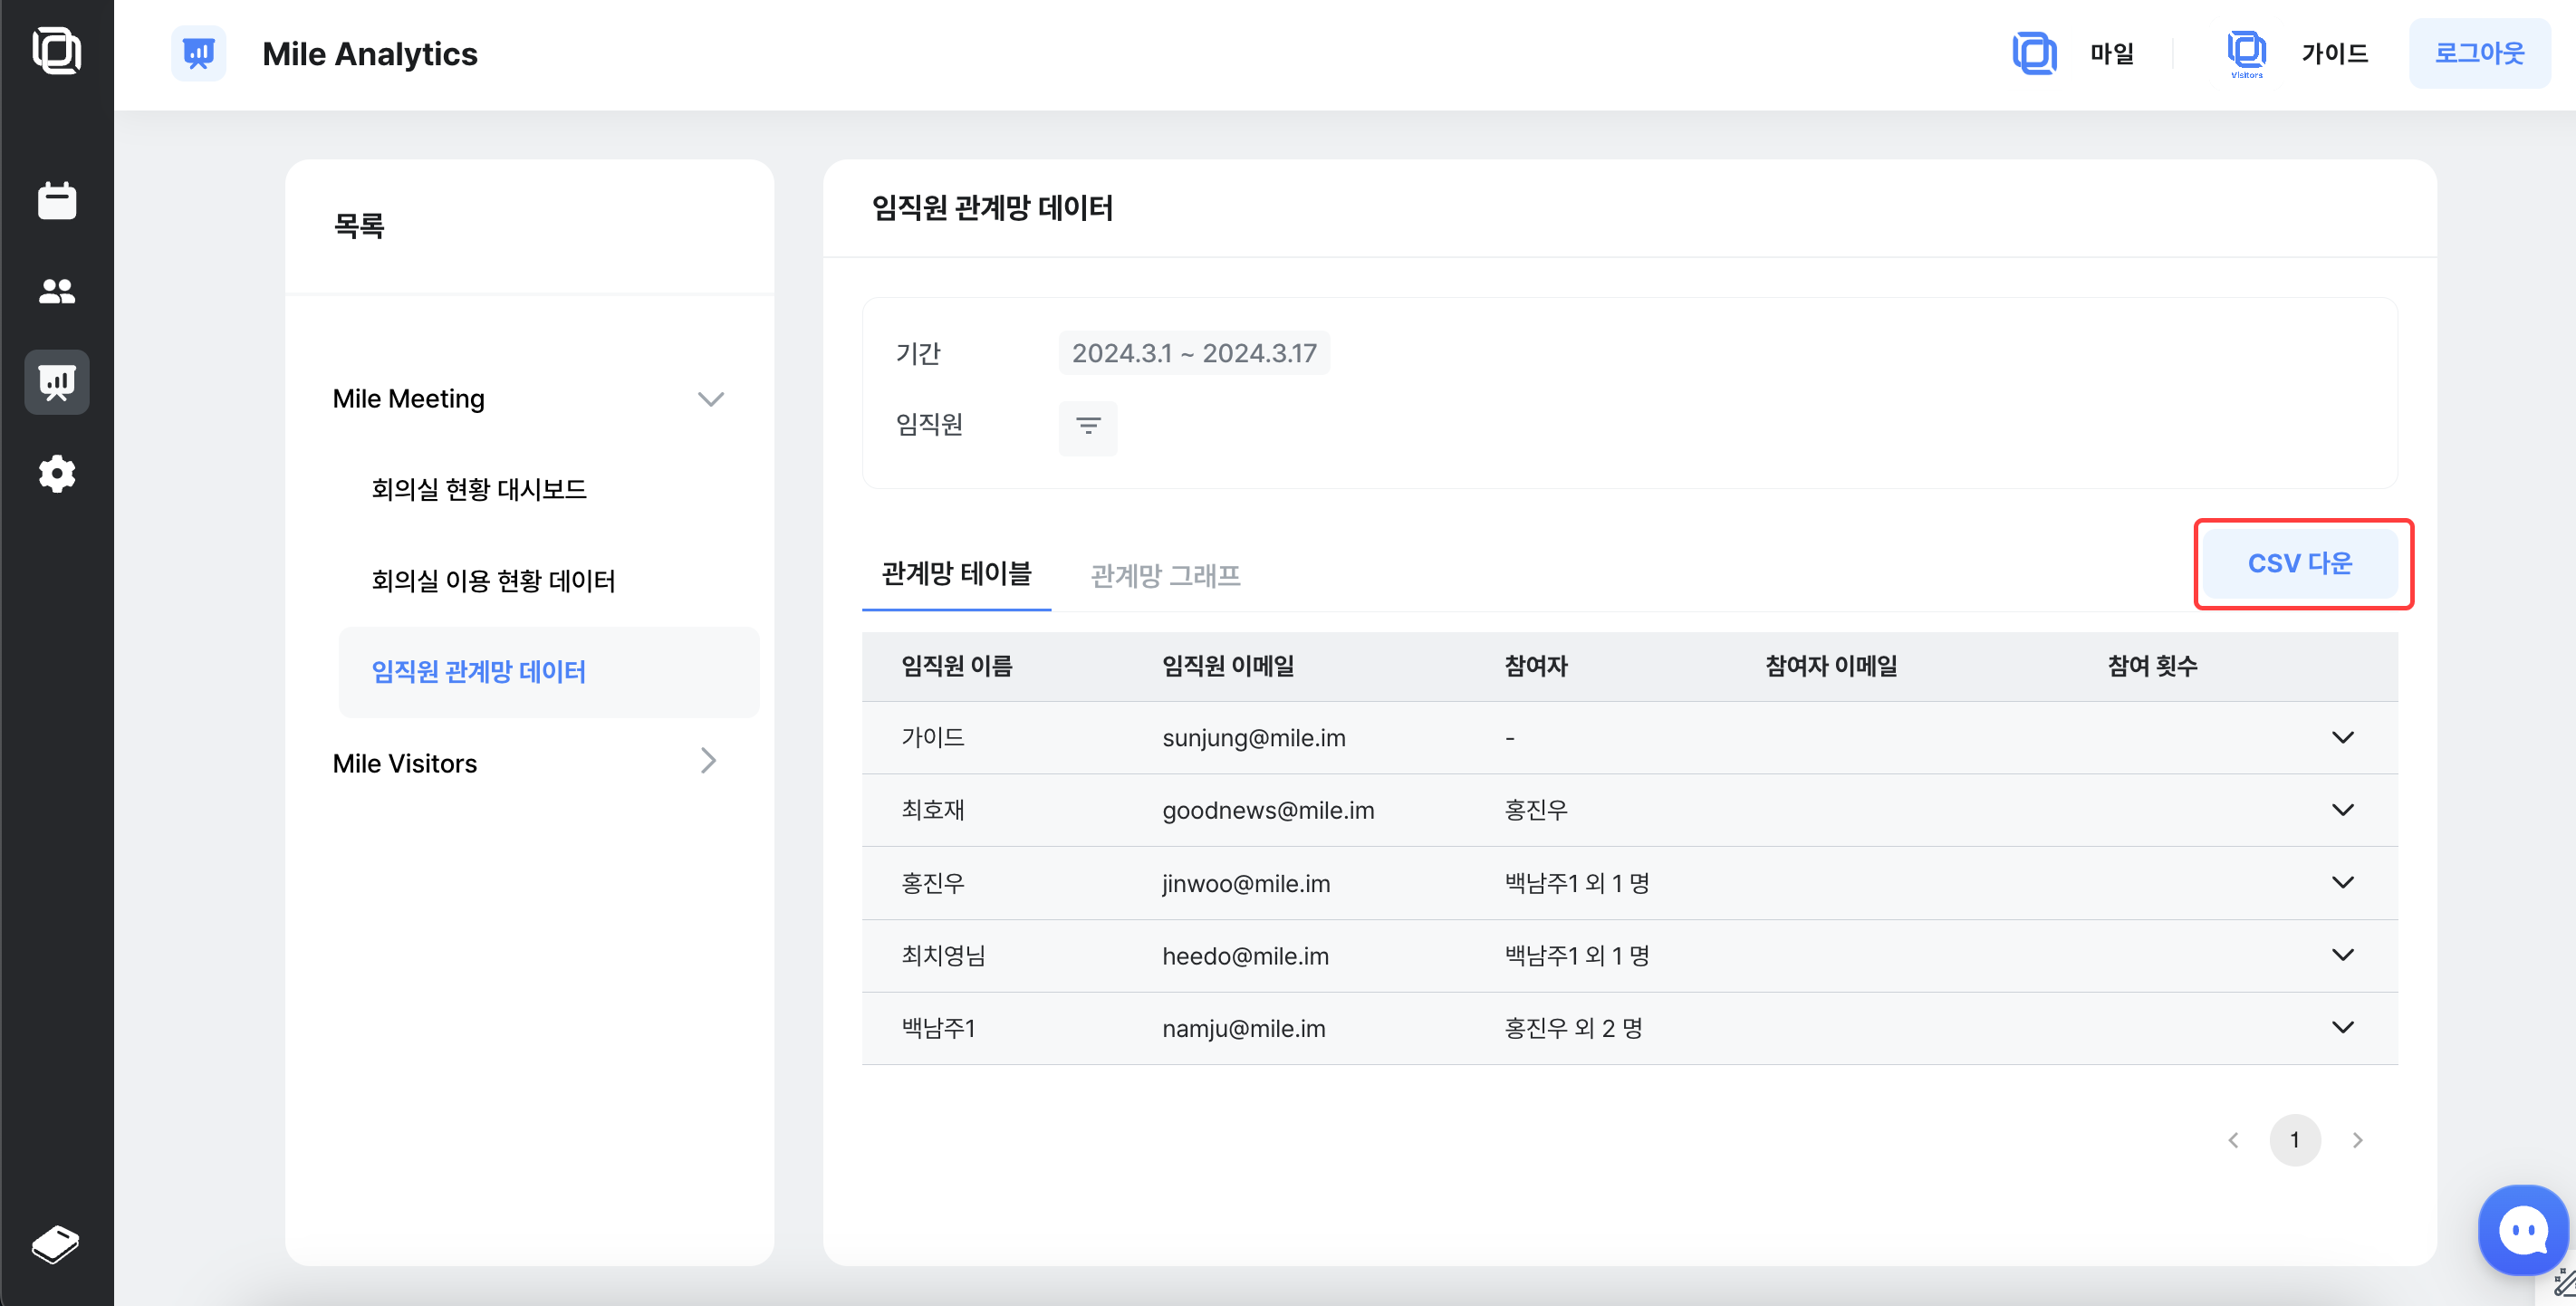 Mile Analytics
마일
Visitors
가이드
로그아웃
목록
Mile Meeting
회의실 현황 대시보드
회의실 이용 현황 데이터
임직원 관계망 데이터
Mile Visitors
임직원 관계망 데이터
기간 2024.3.1 ~ 2024.3.17
임직원
관계망 테이블 관계망 그래프 CSV 다운
임직원 이름 임직원 이메일 참여자 참여자 이메일 참여 횟수
가이드 sunjung@mile.im -
최호재 goodnews@mile.im 홍진우
홍진우 jinwoo@mile.im 백남주1 외 1 명
최치영님 heedo@mile.im 백남주1 외 1 명
백남주1 namju@mile.im 홍진우 외 2 명
1